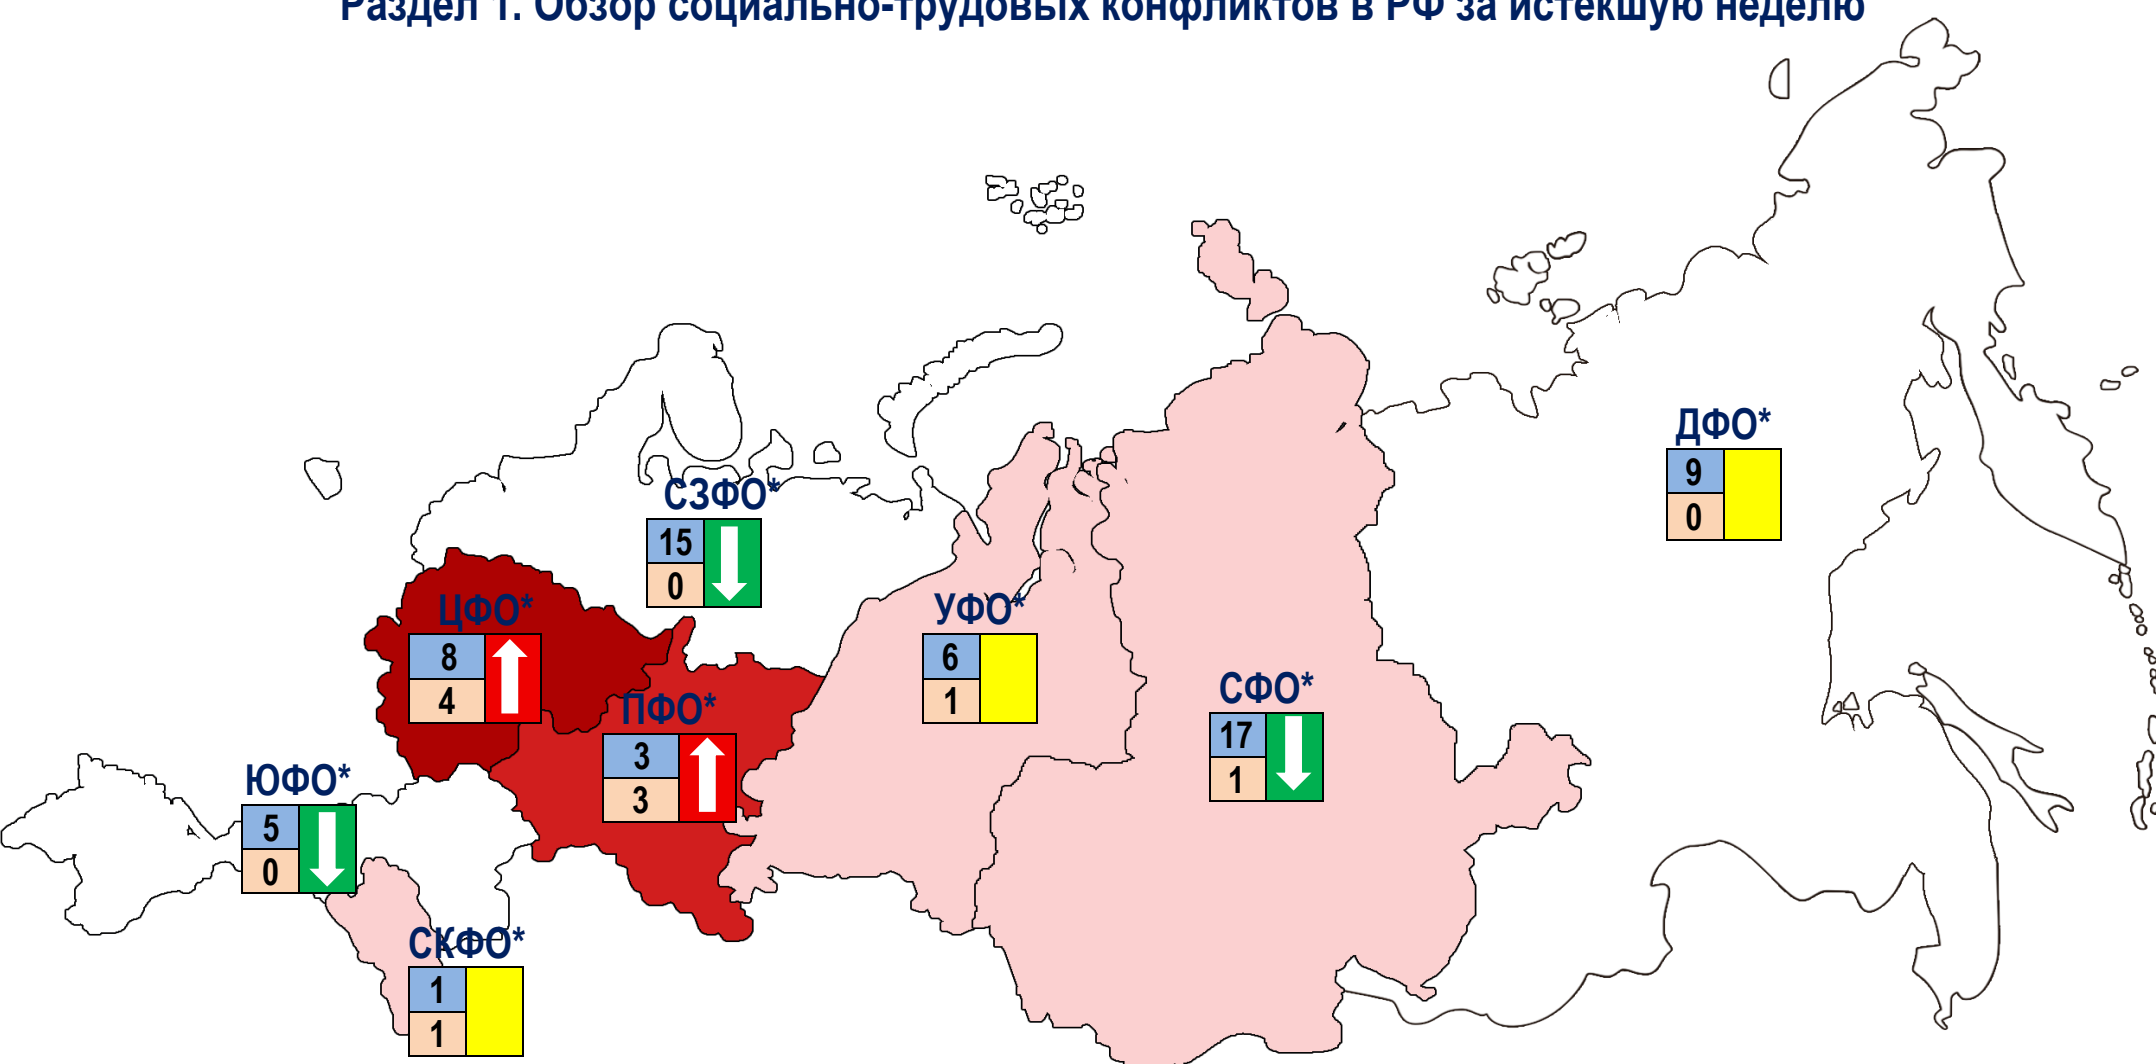 Раздел 1. Обзор социально-трудовых конфликтов в РФ за истекшую неделю
ДФО*
9
0
СЗФО*
15
0
ЦФО*
8
4
УФО*
6
1
СФО*
17
1
ПФО*
3
3
ЮФО*
5
0
СКФО*
1
1